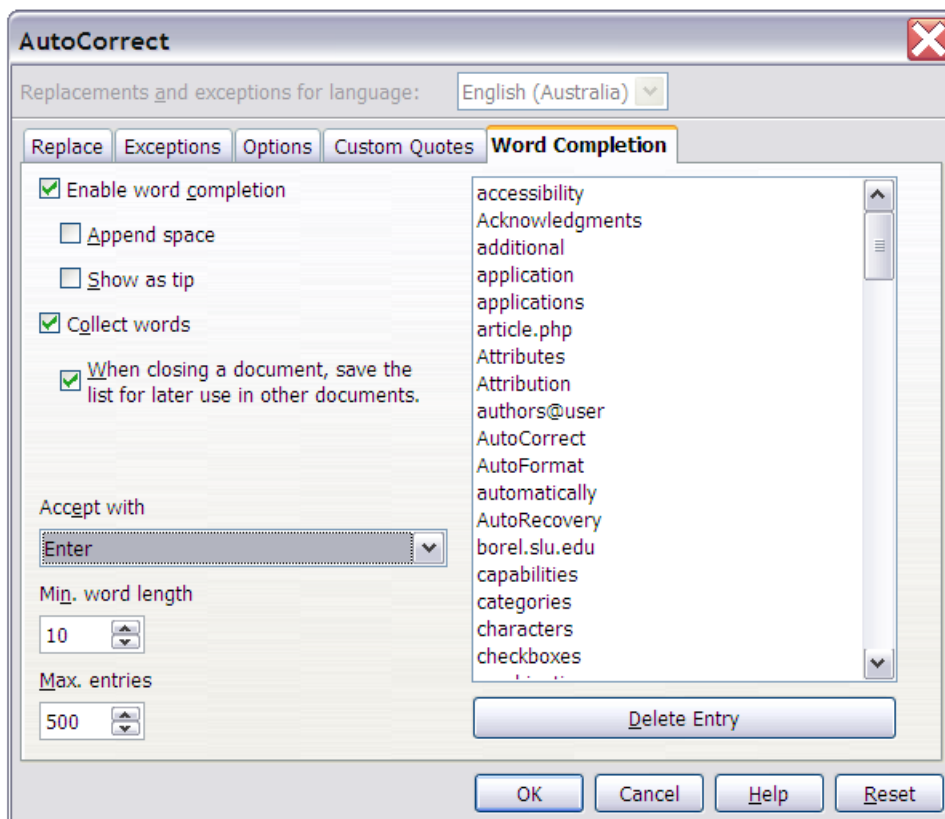 AutoCorrect
Replacements and exceptions for language: English (Australia)
Replace Exceptions Options Custom Quotes Word Completion
Enable word completion
Append space
Show as tip
Collect words
When closing a document, save the
list for later use in other documents.
Accept with
Enter
Min. word length
10
Max. entries
500
accessibility
Acknowledgments
additional
application
applications
article.php
Attributes
Attribution
authors@user
AutoCorrect
AutoFormat
automatically
AutoRecovery
borel.slu.edu
capabilities
categories
characters
checkboxes
Delete Entry
OK Cancel Help Reset